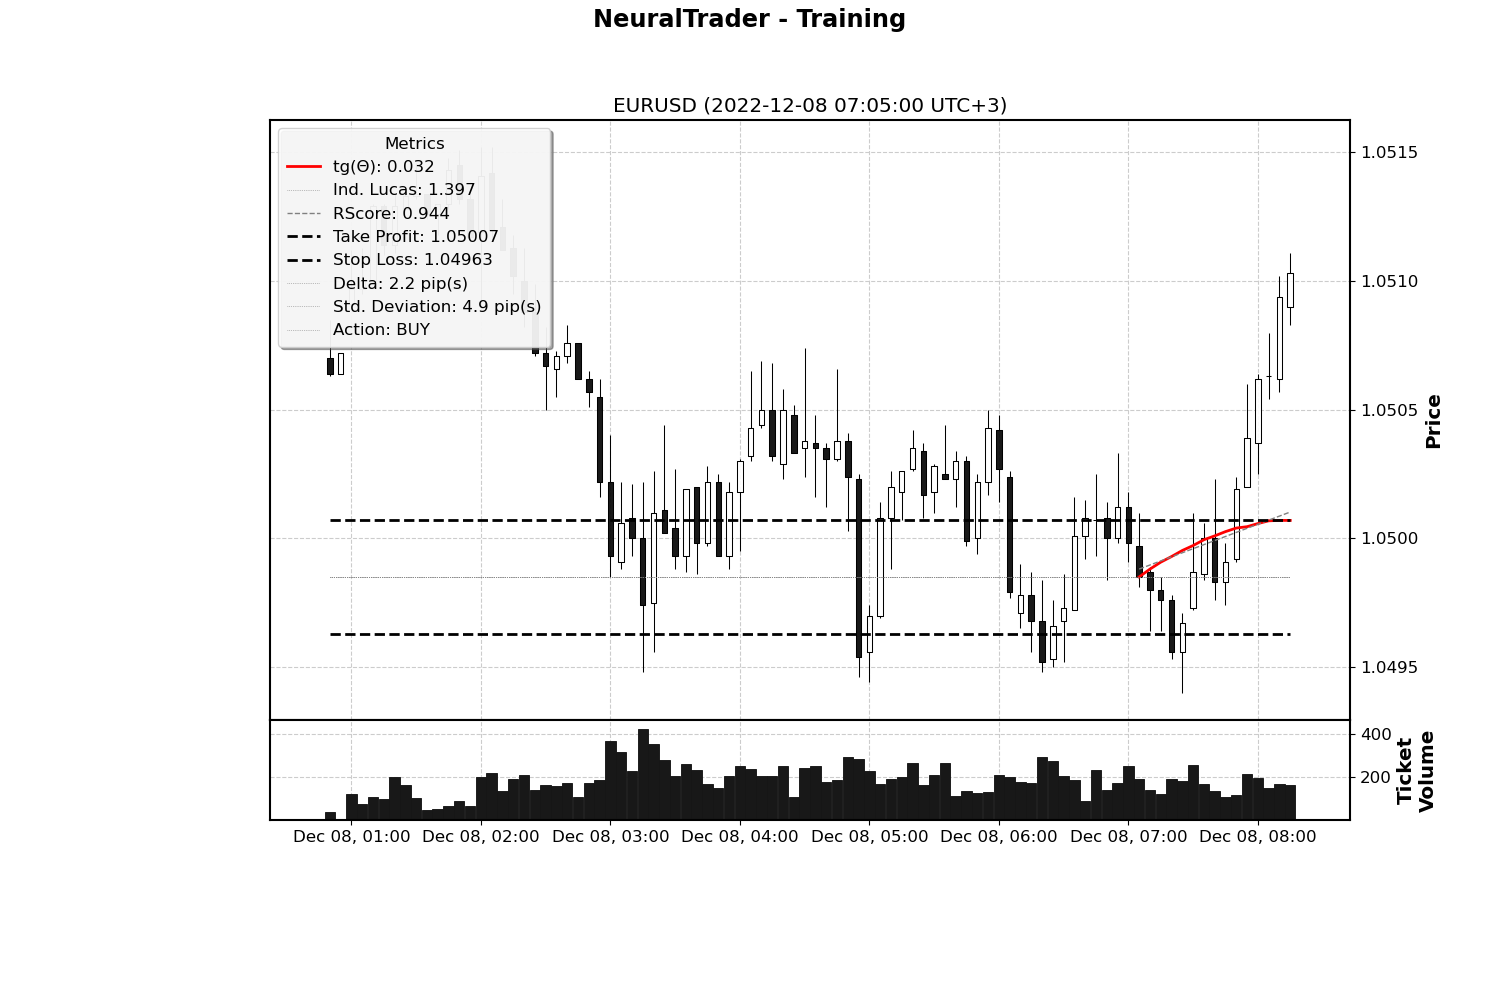 NeuralTrader - Training
EURUSD (2022-12-08 07:05:00 UTC+3)
Metrics
tg(Θ): 0.032
Ind. Lucas: 1.397
RScore: 0.944
Take Profit: 1.05007
Stop Loss: 1.04963
Delta: 2.2 pip(s)
Std. Deviation: 4.9 pip(s)
Action: BUY
1.0515
1.0510
1.0505
1.0500
1.0495
Price
400
200
Ticket
Volume
Dec 08, 01:00 Dec 08, 02:00 Dec 08, 03:00 Dec 08, 04:00 Dec 08, 05:00 Dec 08, 06:00 Dec 08, 07:00 Dec 08, 08:00